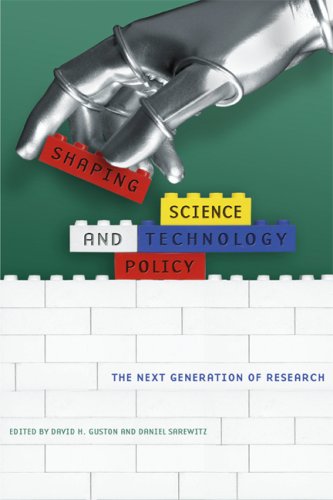 SHAPING
SCIENCE
AND TECHNOLOGY
POLICY
THE NEXT GENERATION OF RESEARCH
EDITED BY DAVID H. GUSTON AND DANIEL SAREWITZ